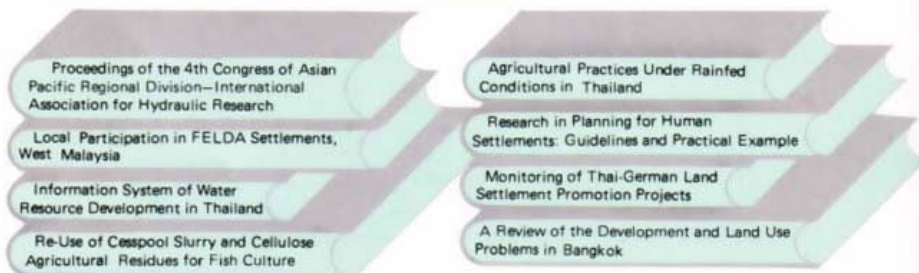 Proceedings of the 4th Congress of Asian
Pacific Regional Division—International
Association for Hydraulic Research
Local Participation in FELDA Settlements,
West Malaysia
Information System of Water
Resource Development in Thailand
Re-Use of Cesspool Slurry and Cellulose
Agricultural Residues for Fish Culture
Agricultural Practices Under Rainfed
Conditions in Thailand
Research in Planning for Human
Settlements: Guidelines and Practical Example
Monitoring of Thai-German Land
Settlement Promotion Projects
A Review of the Development and Land Use
Problems in Bangkok